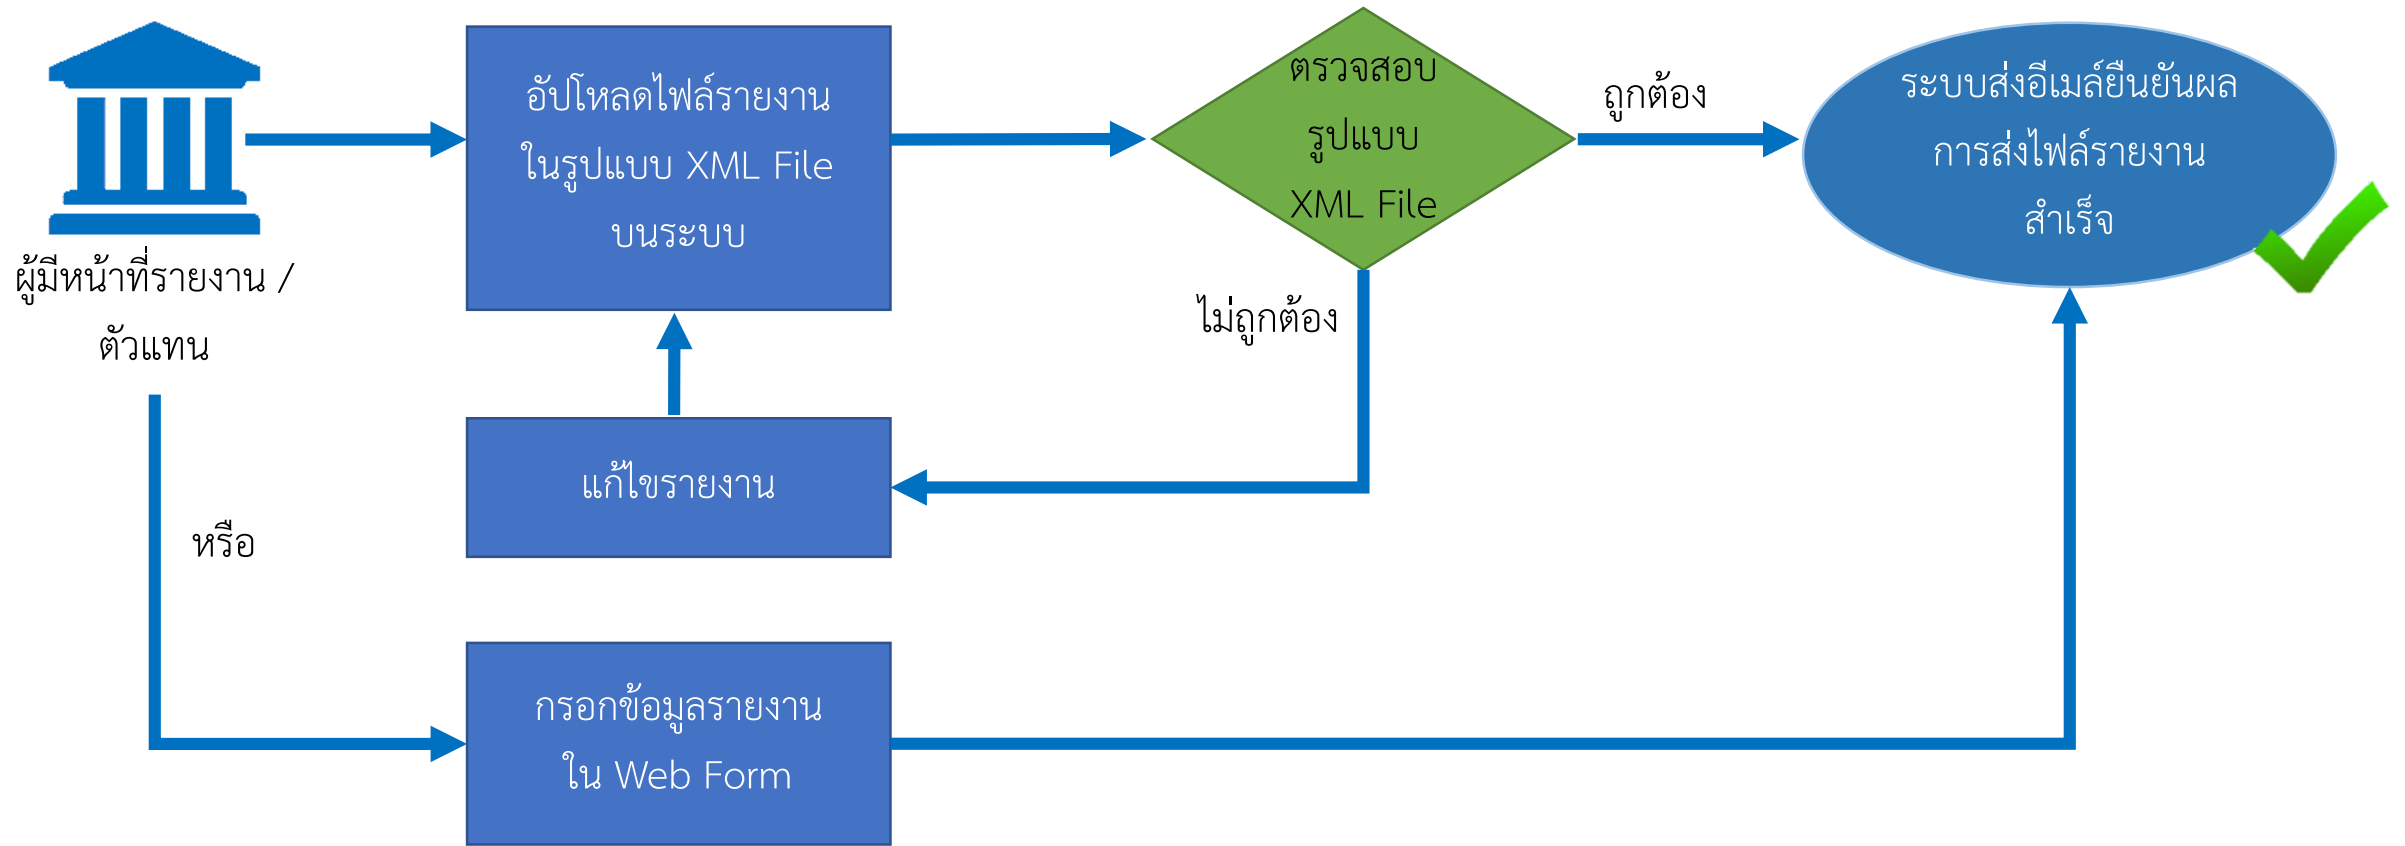 ผู้มีหน้าที่รายงาน /
ตัวแทน
อัปโหลดไฟล์รายงาน
ในรูปแบบ XML File
บนระบบ
ตรวจสอบ
รูปแบบ
XML File
ถูกต้อง
ระบบส่งอีเมล์ยืนยันผล
การส่งไฟล์รายงาน
สำเร็จ
ไม่ถูกต้อง
แก้ไขรายงาน
หรือ
กรอกข้อมูลรายงาน
ใน Web Form